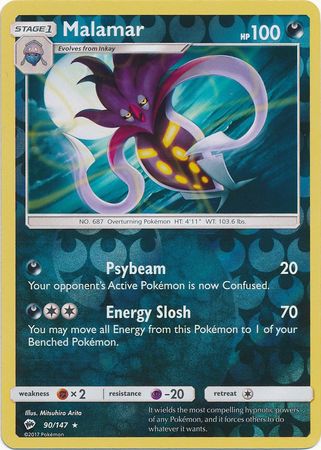 STAGE1 Malamar HP 100
Evolves from Inkay
NO. 687 Overturning Pokémon HT: 4'11" WT: 103.6 lbs.
Psybeam 20
Your opponent's Active Pokémon is now Confused.
Energy Slosh 70
You may move all Energy from this Pokémon to 1 of your
Benched Pokémon.
weakness × 2 resistance -20 retreat
Illus. Mitsuhiro Arita
90/147 ★
©2017 Pokémon
It wields the most compelling hypnotic powers
of any Pokémon, and it forces others to do
whatever it wants.